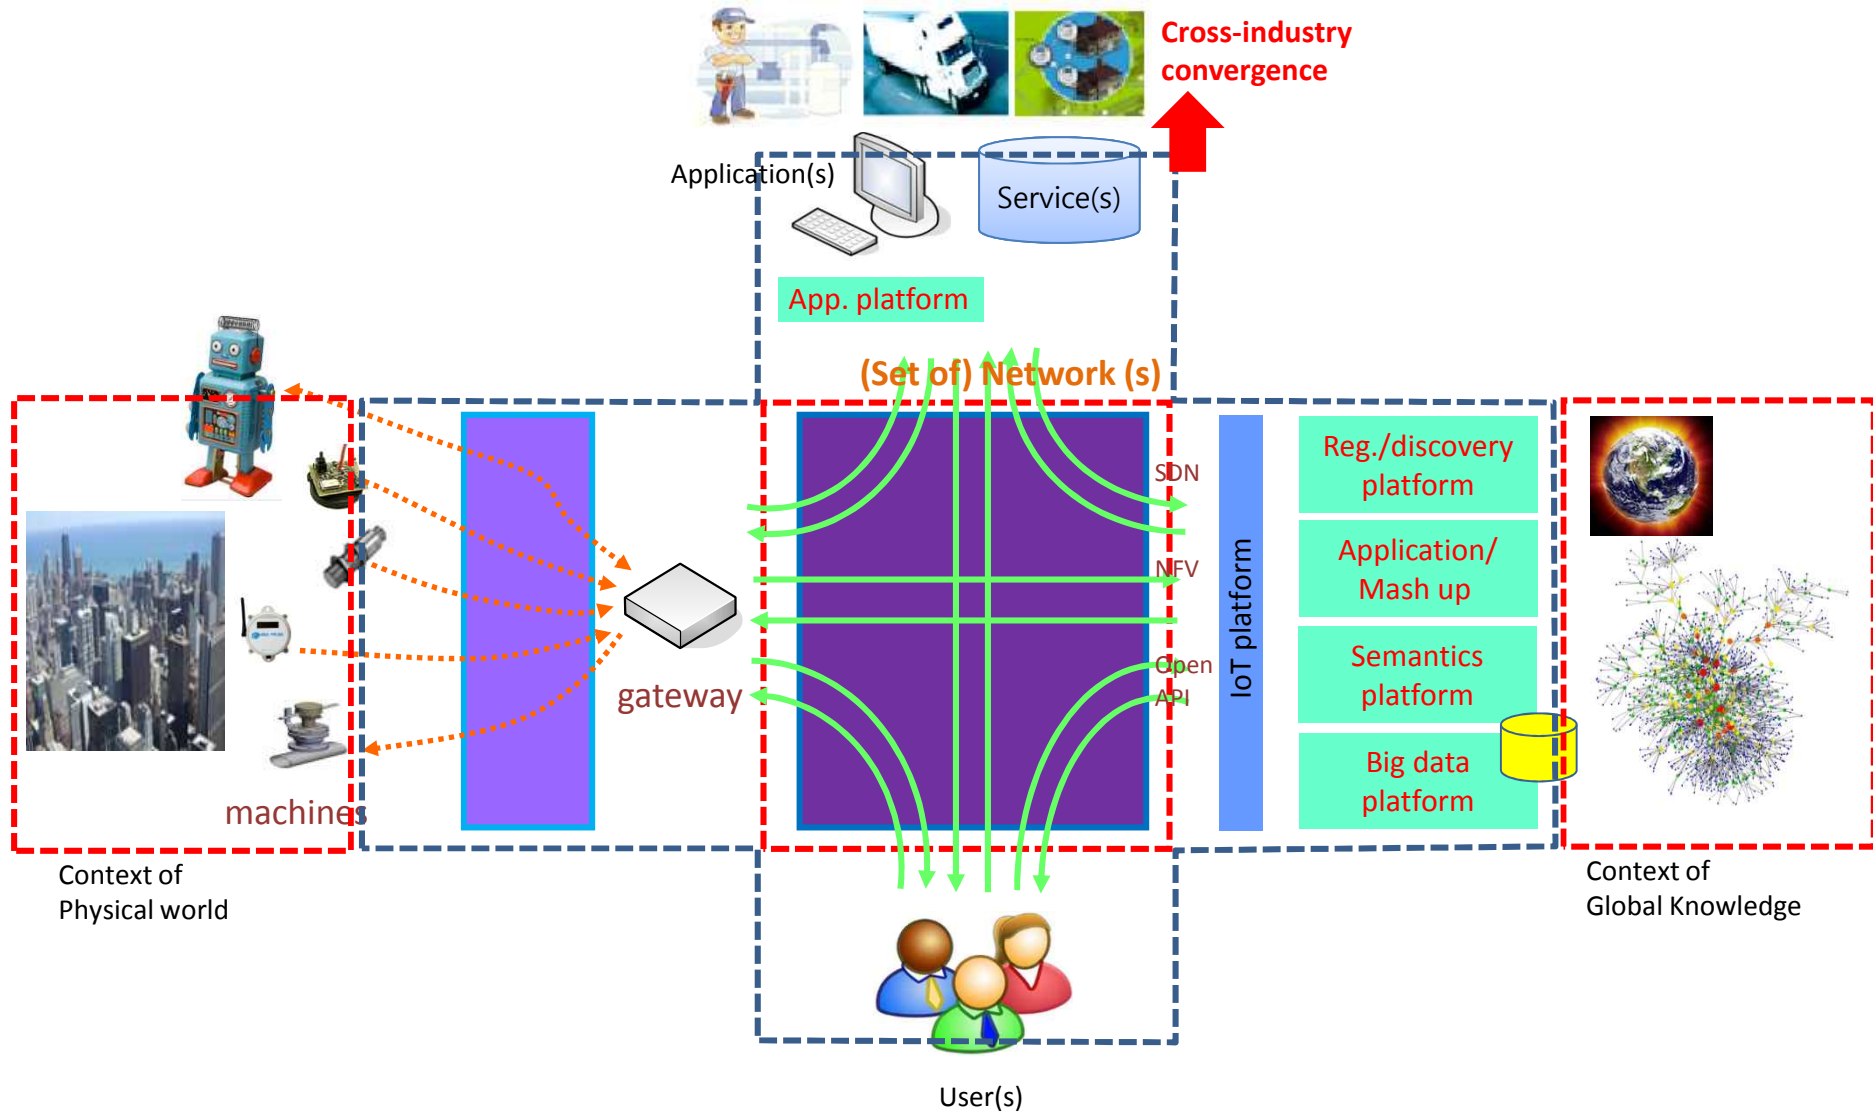 Cross-industry
convergence
Application(s)
Service(s)
App. platform
(Set of) Network (s)
SDN
NFV
Open
API
IoT platform
Reg./discovery
platform
Application/
Mash up
Semantics
platform
Big data
platform
gateway
machines
Context of
Physical world
Context of
Global Knowledge
User(s)